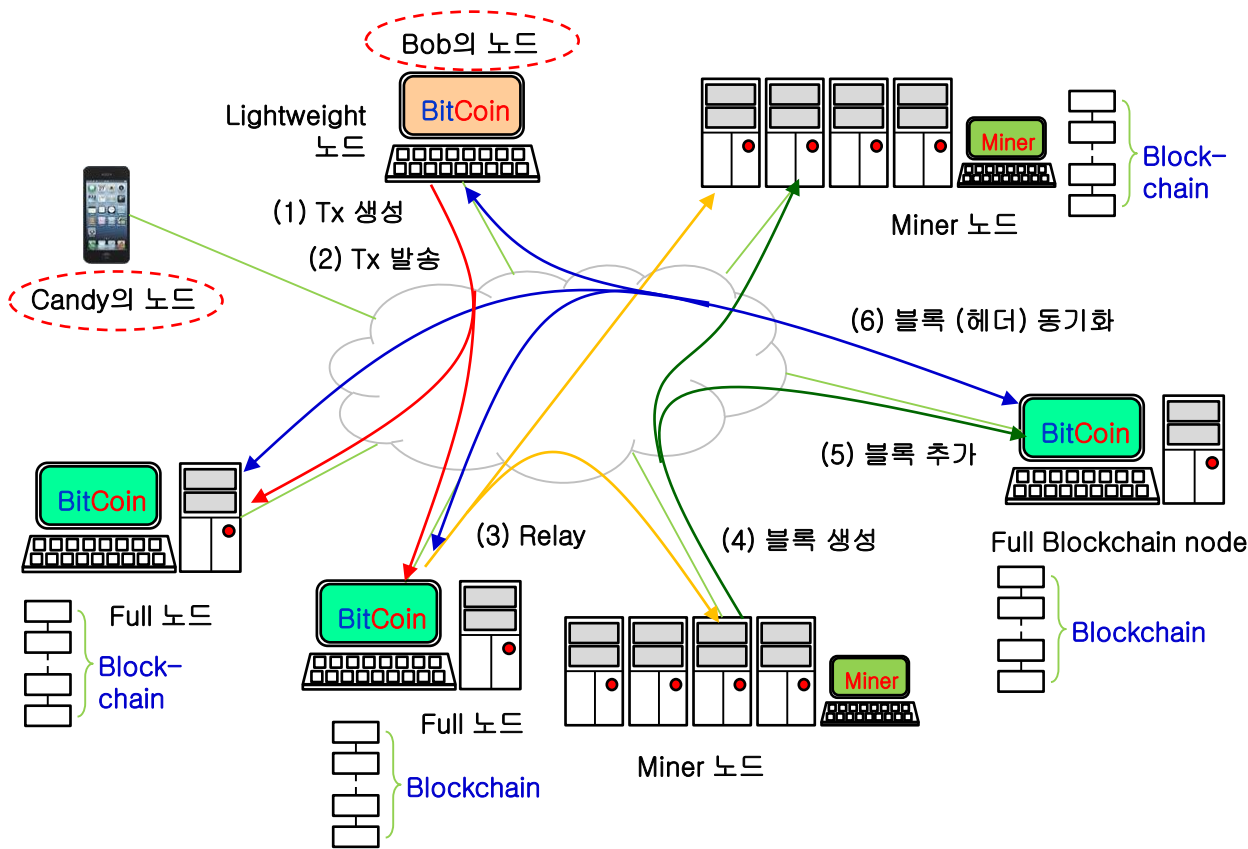 Bob의 노드
BitCoin
Lightweight
노드
Miner
Block-
chain
Miner 노드
(1) Tx 생성
(2) Tx 발송
Candy의 노드
(6) 블록 (헤더) 동기화
BitCoin
(5) 블록 추가
BitCoin
(3) Relay
(4) 블록 생성
Full Blockchain node
Full 노드
BitCoin
Blockchain
Block-
chain
Miner
Full 노드
Miner 노드
Blockchain